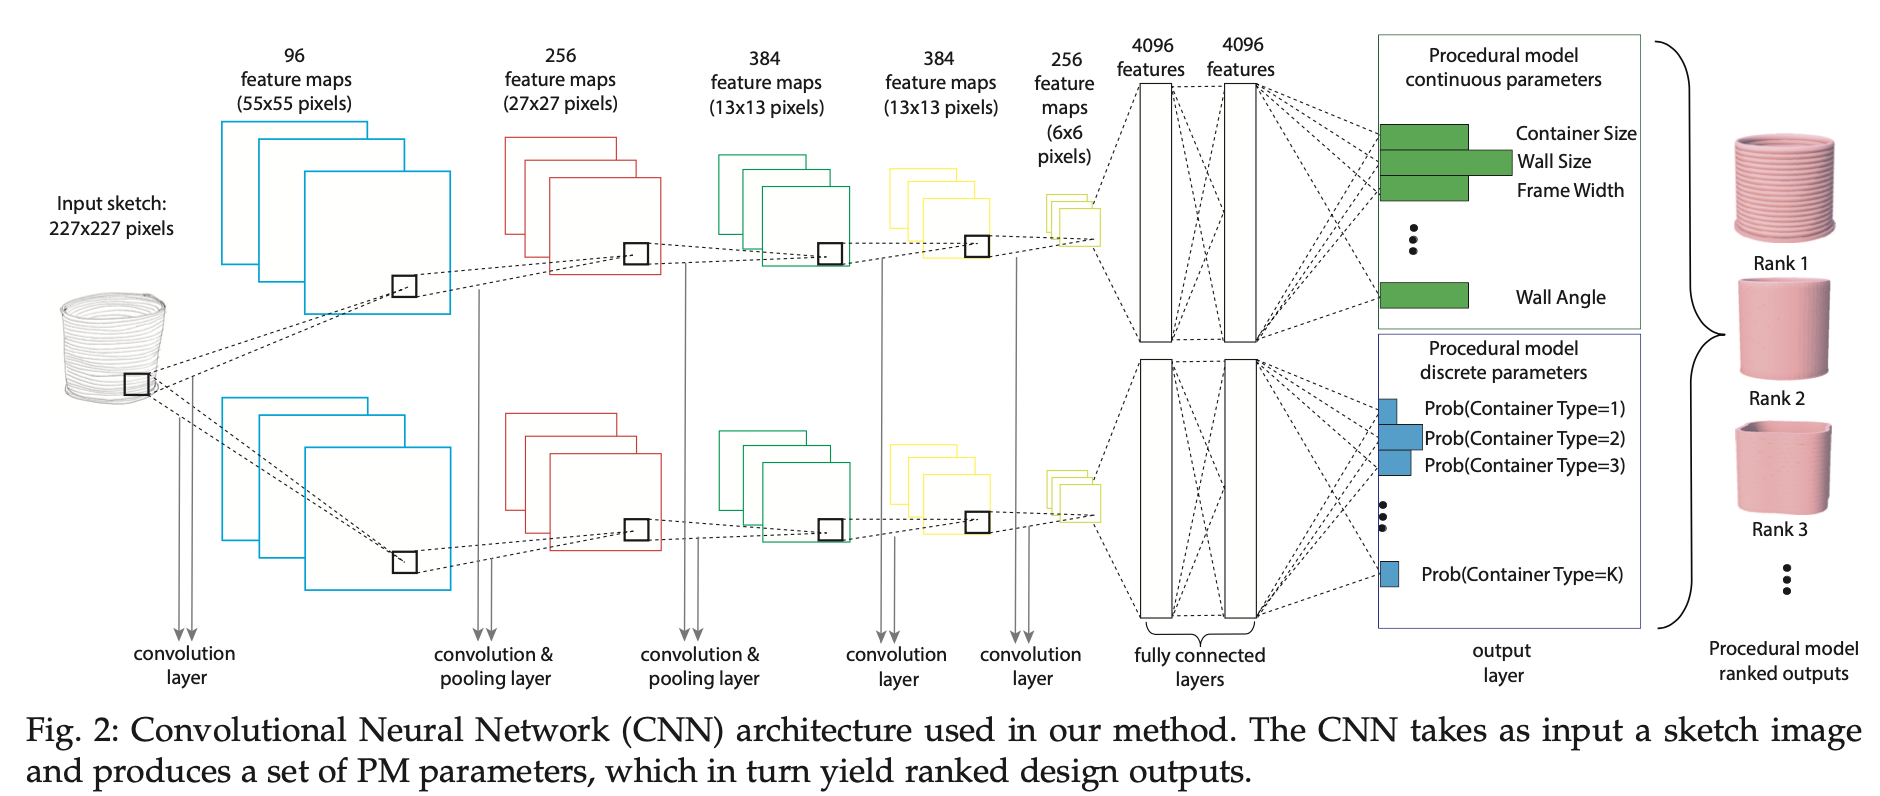 96
feature maps
(55x55 pixels)
256
feature maps
(27x27 pixels)
384
feature maps
(13x13 pixels)
384
feature maps
(13x13 pixels)
256
feature
maps
(6x6
pixels)
4096
features
4096
features
Input sketch:
227x227 pixels
Procedural model
continuous parameters
Container Size
Wall Size
Frame Width
Wall Angle
Procedural model
discrete parameters
Prob(Container Type=1)
Prob(Container Type=2)
Prob(Container Type=3)
Prob(Container Type=K)
Rank 1
Rank 2
Rank 3
convolution
layer
convolution &
pooling layer
convolution &
pooling layer
convolution
layer
convolution
layer
fully connected
layers
output
layer
Procedural model
ranked outputs
Fig. 2: Convolutional Neural Network (CNN) architecture used in our method. The CNN takes as input a sketch image
and produces a set of PM parameters, which in turn yield ranked design outputs.